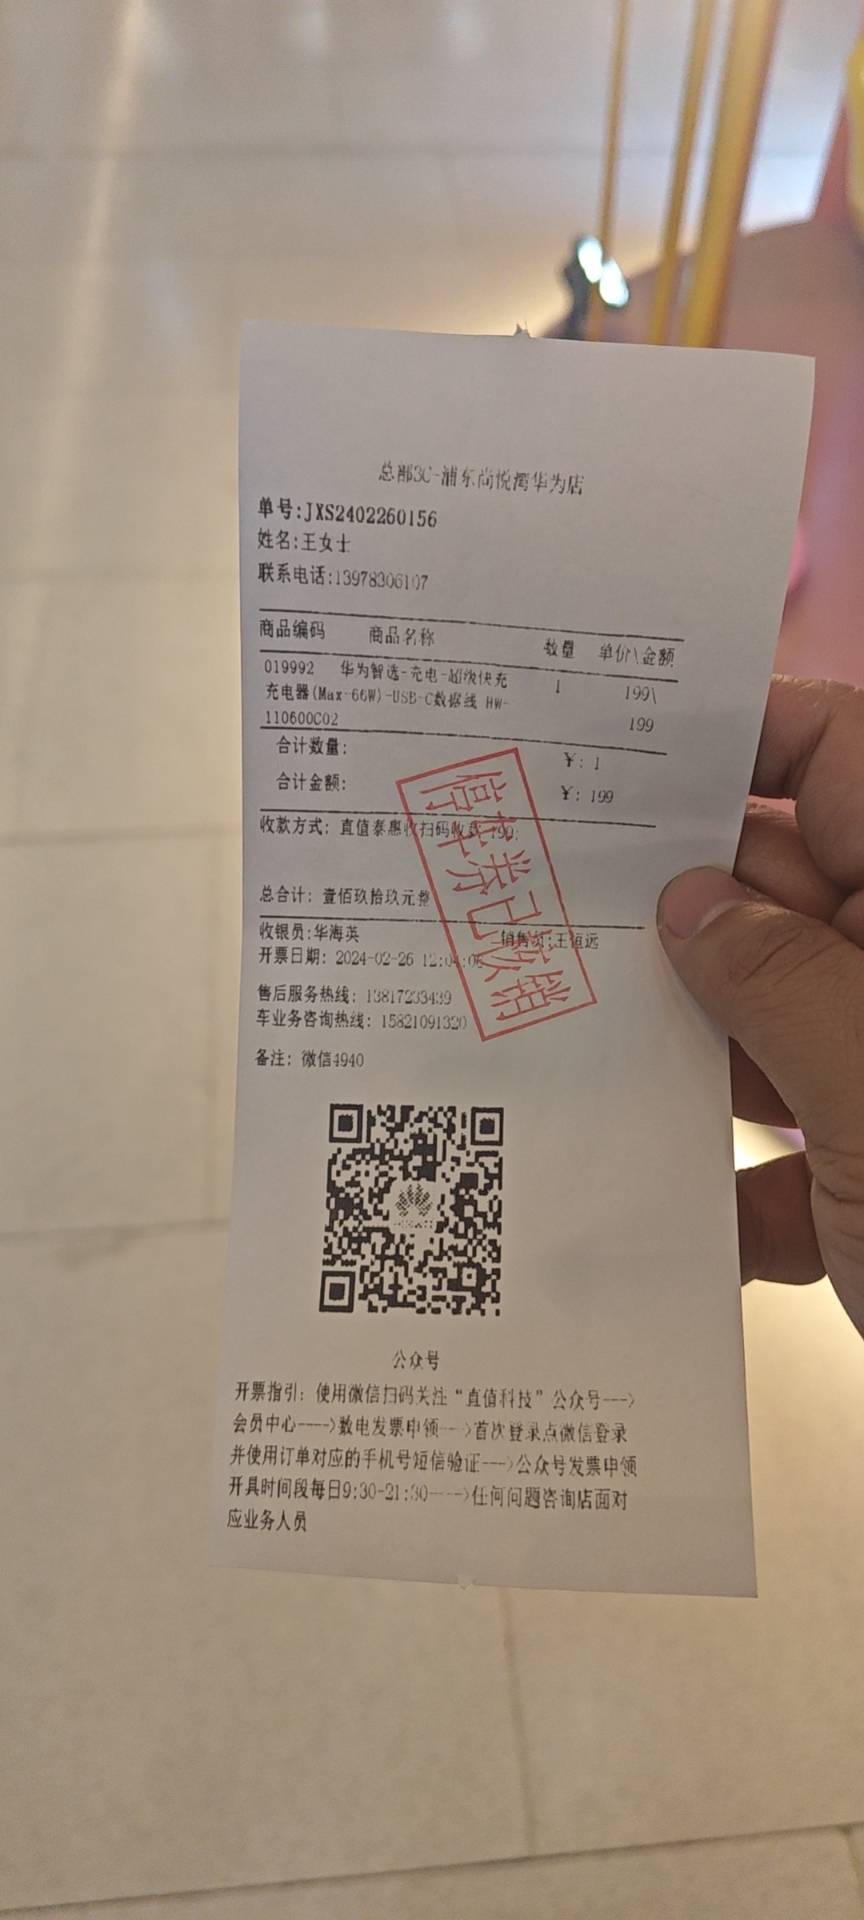 总部3C-浦东尚悦湾华为店
单号:JXS2402260156
姓名:王女士
联系电话:13978306107
商品编码 商品名称 数量 单价\金额
019992 华为智选-充电-超级快充 1 199\
充电器(Max-66W)-USB-C数据线 HW- 199
110600C02
合计数量: ¥: 1
合计金额: ¥: 199
收款方式: 直值泰惠收扫码收款 199;
总合计: 壹佰玖拾玖元整
收银员:华海英 销售员:王恒远
开票日期: 2024-02-26 12:04:06
停车券已撤销
售后服务热线: 13817233439
车业务咨询热线: 15821091320
备注: 微信4940
公众号
开票指引: 使用微信扫码关注“直值科技”公众号--->
会员中心---->数电发票申领--->首次登录点微信登录
并使用订单对应的手机号短信验证--->公众号发票申领
开具时间段每日9:30-21:30---->任何问题咨询店面对
应业务人员